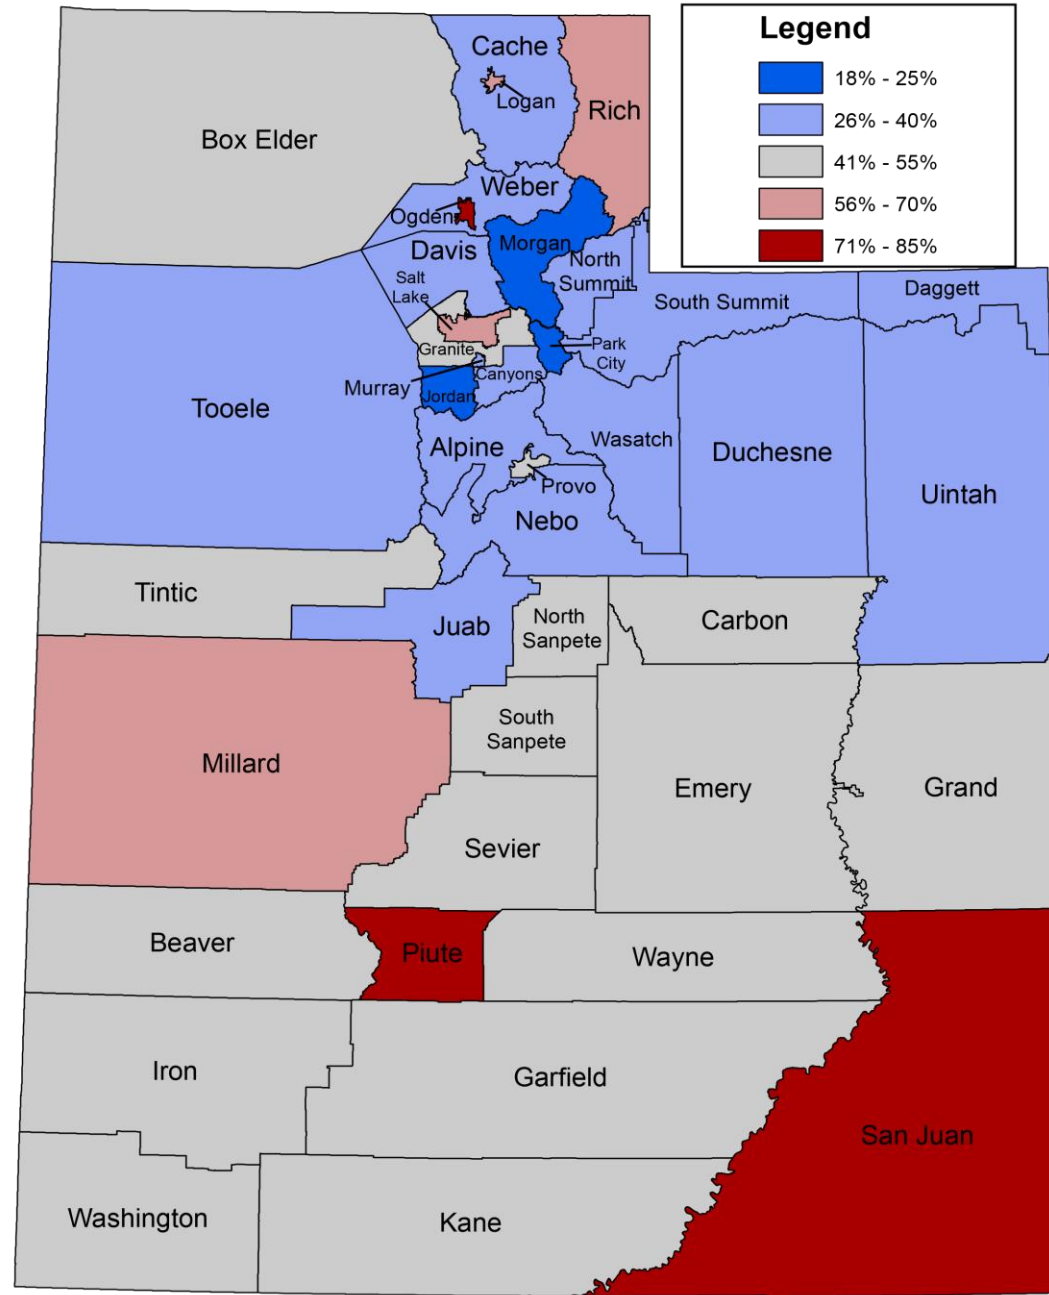 Legend
18% - 25%
26% - 40%
41% - 55%
56% - 70%
71% - 85%
Cache
Logan
Rich
Box Elder
Weber
Ogden
Morgan
Davis
North
Summit
Salt
Lake
South Summit
Daggett
Granite
Park
City
Murray
Canyons
Jordan
Tooele
Alpine
Wasatch
Duchesne
Uintah
Provo
Nebo
Tintic
Juab
North
Sanpete
Carbon
South
Sanpete
Millard
Emery
Grand
Sevier
Beaver
Piute
Wayne
Iron
Garfield
San Juan
Washington
Kane